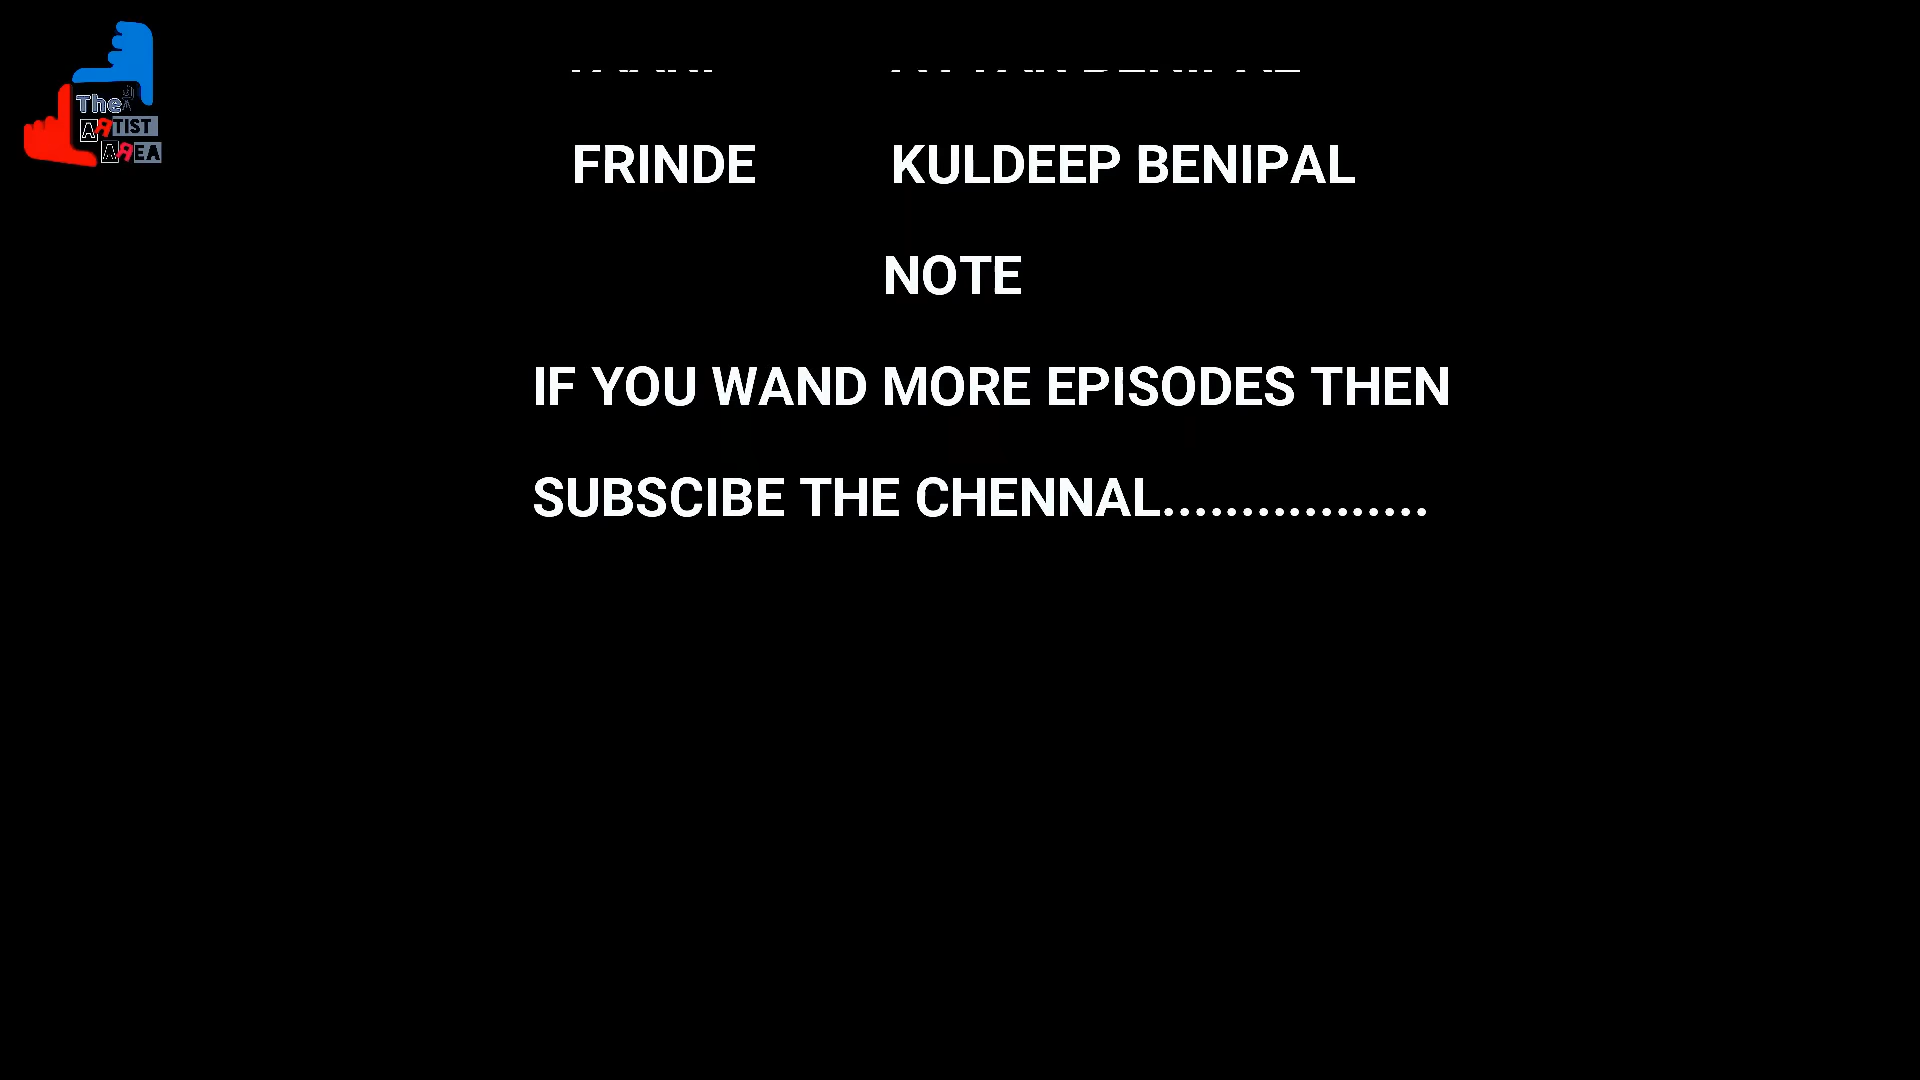 The
ARTIST
AREA
FRINDE KULDEEP BENIPAL
NOTE
IF YOU WAND MORE EPISODES THEN
SUBSCIBE THE CHENNAL.................